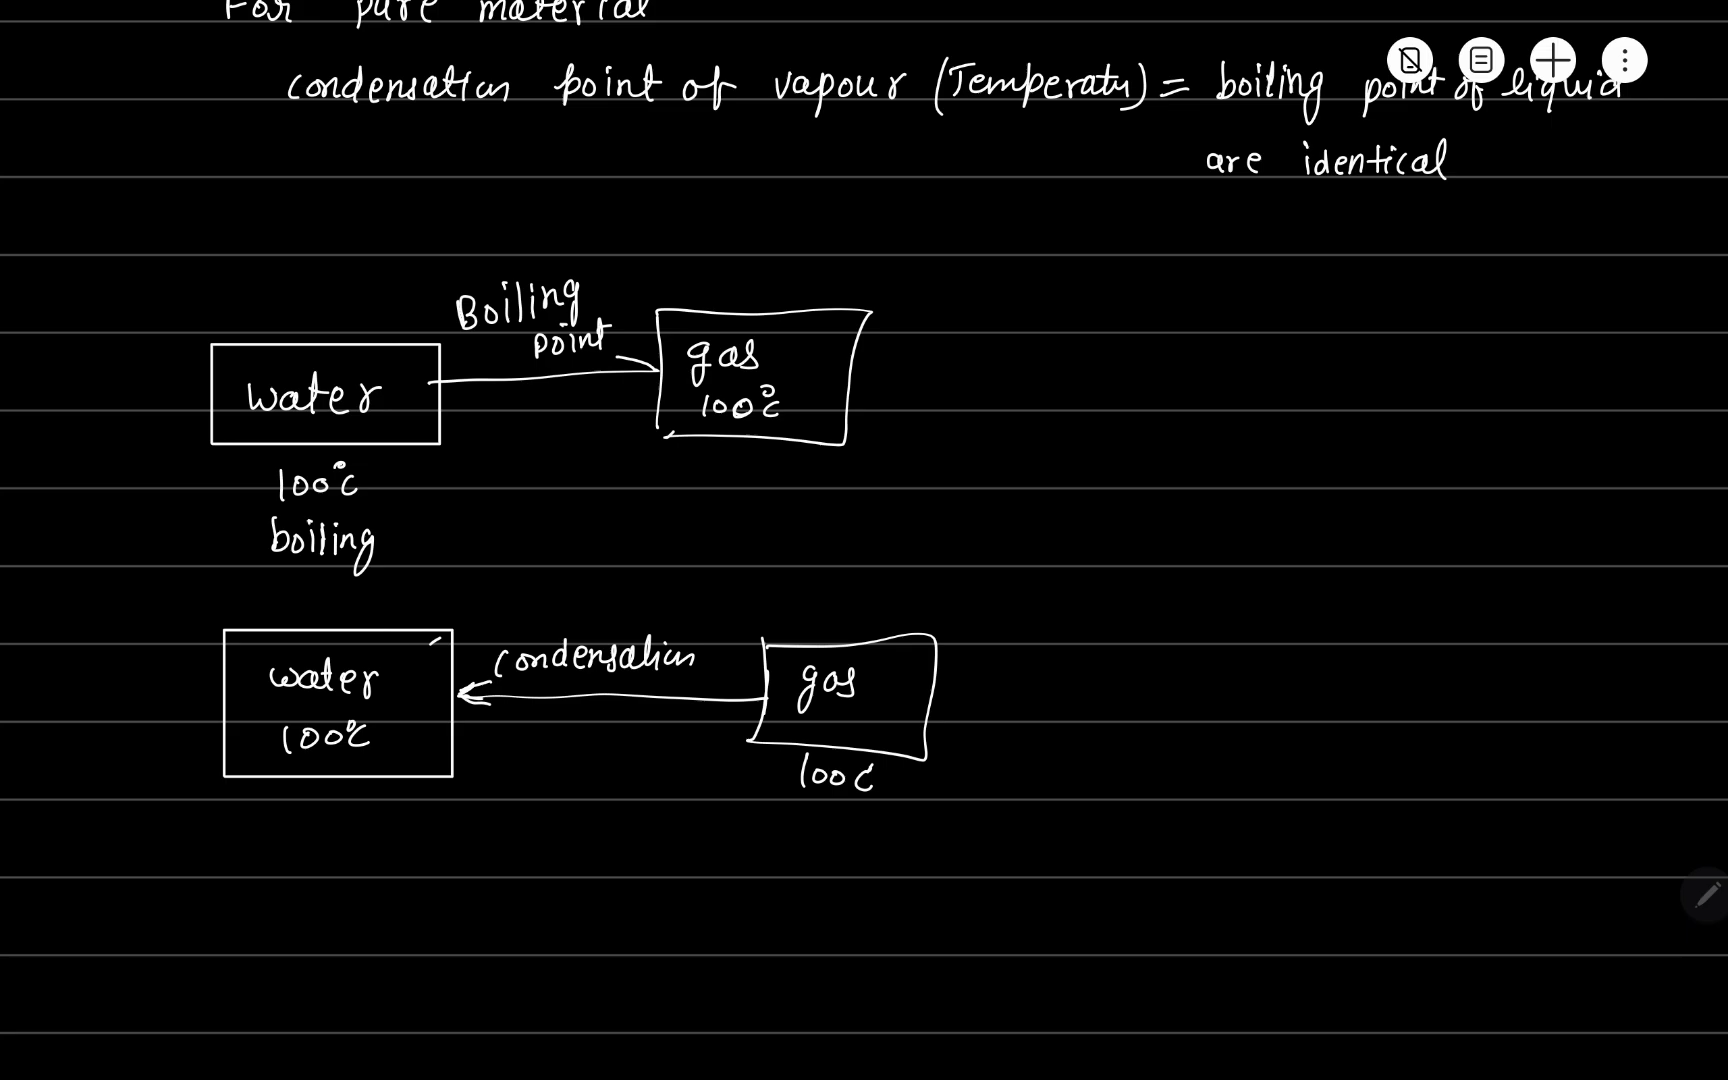 For pure material
condensation point of vapour (Temperatu) = boiling point of liquid
are identical
Boiling
point
gas
water
100°C
100°C
boiling
condensation
water
gas
100°C
100C